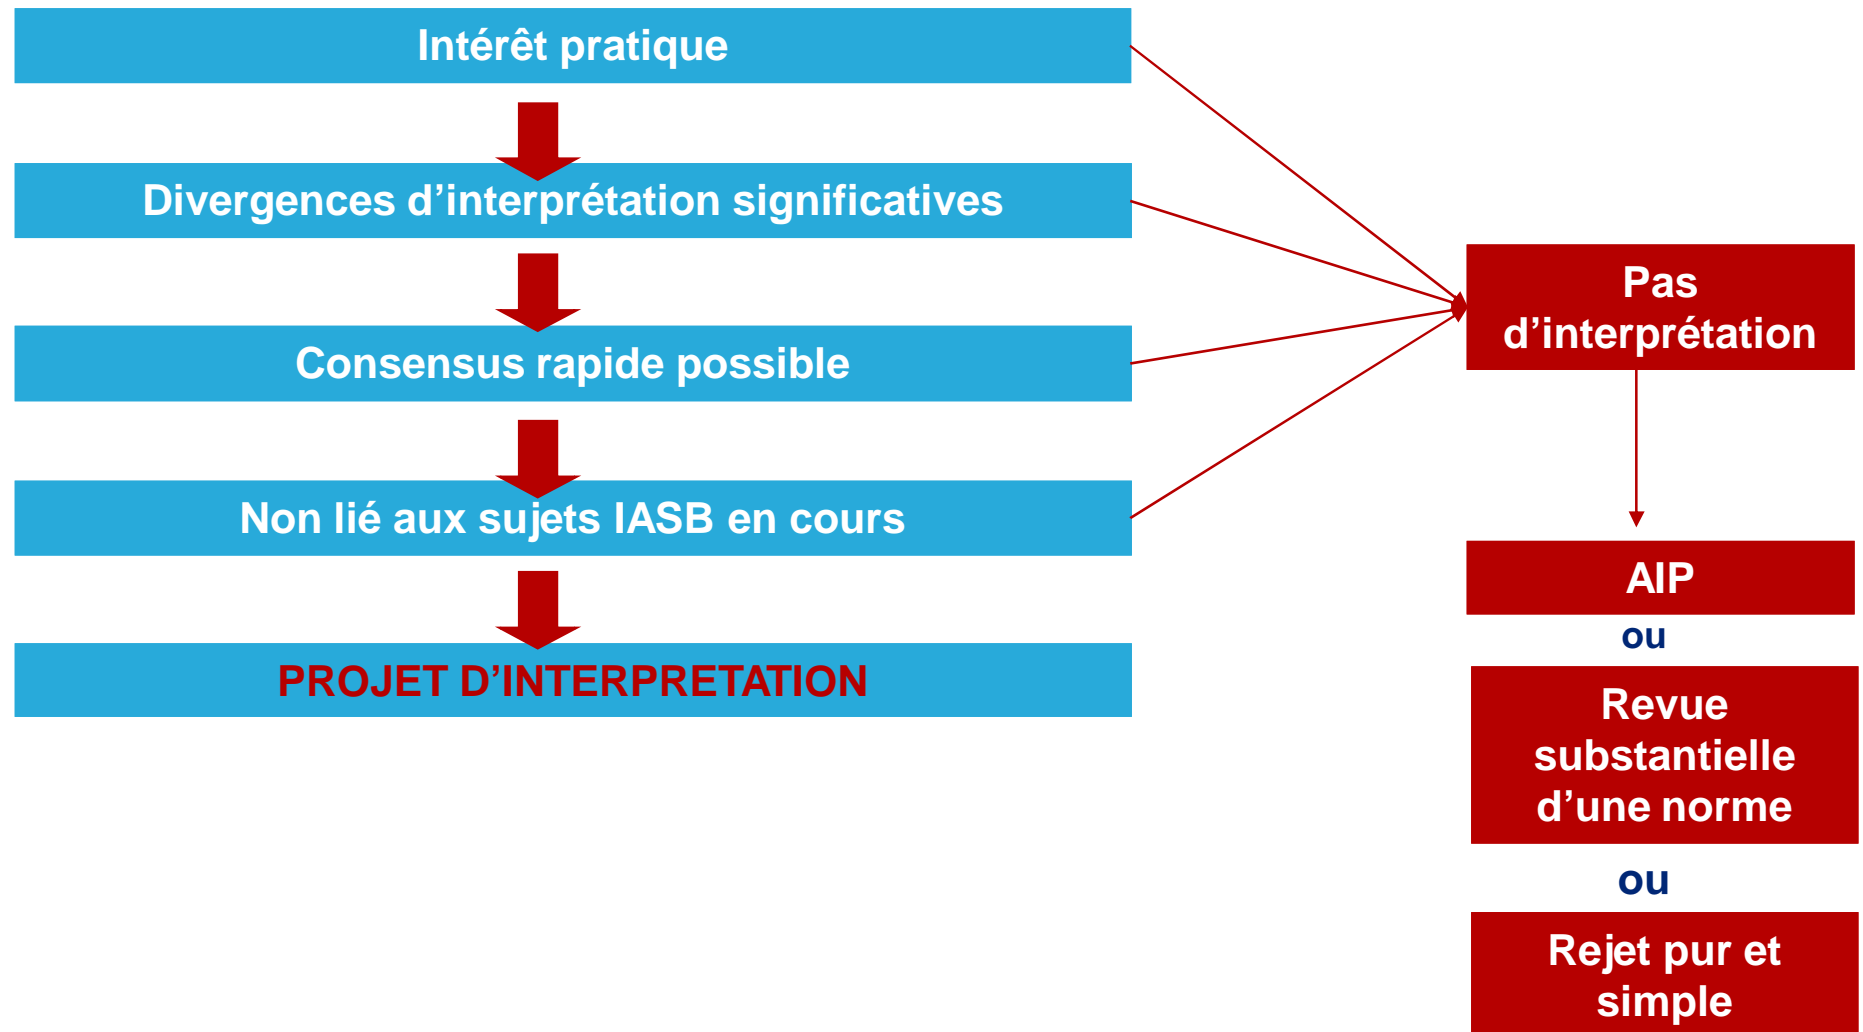 Intérêt pratique
Divergences d’interprétation significatives
Consensus rapide possible
Non lié aux sujets IASB en cours
PROJET D’INTERPRETATION
Pas
d’interprétation
AIP
ou
Revue
substantielle
d’une norme
ou
Rejet pur et
simple